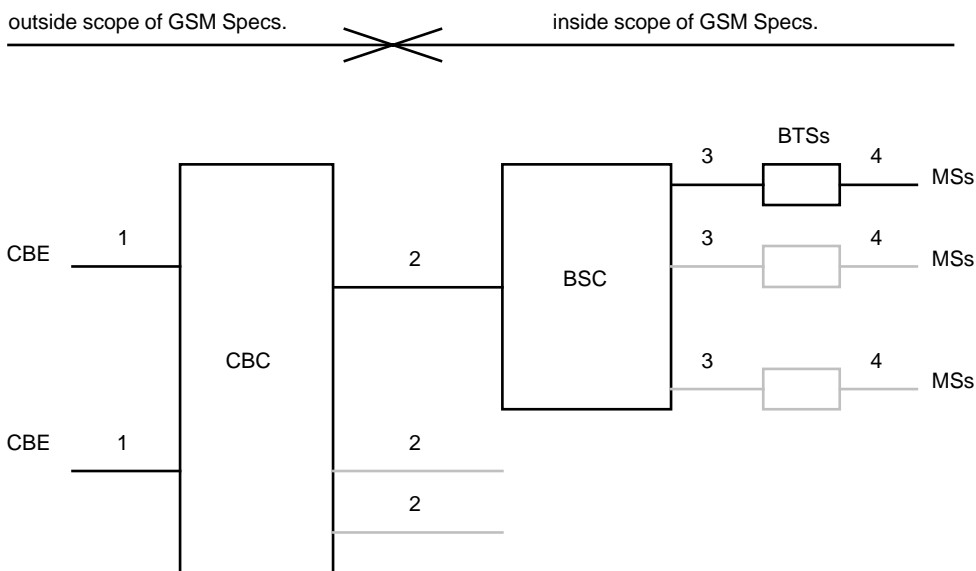 outside scope of GSM Specs. inside scope of GSM Specs.
BTSs
3 4 MSs
CBE 1 3 4 MSs
2 BSC
CBC
3 4 MSs
CBE 1 2
2